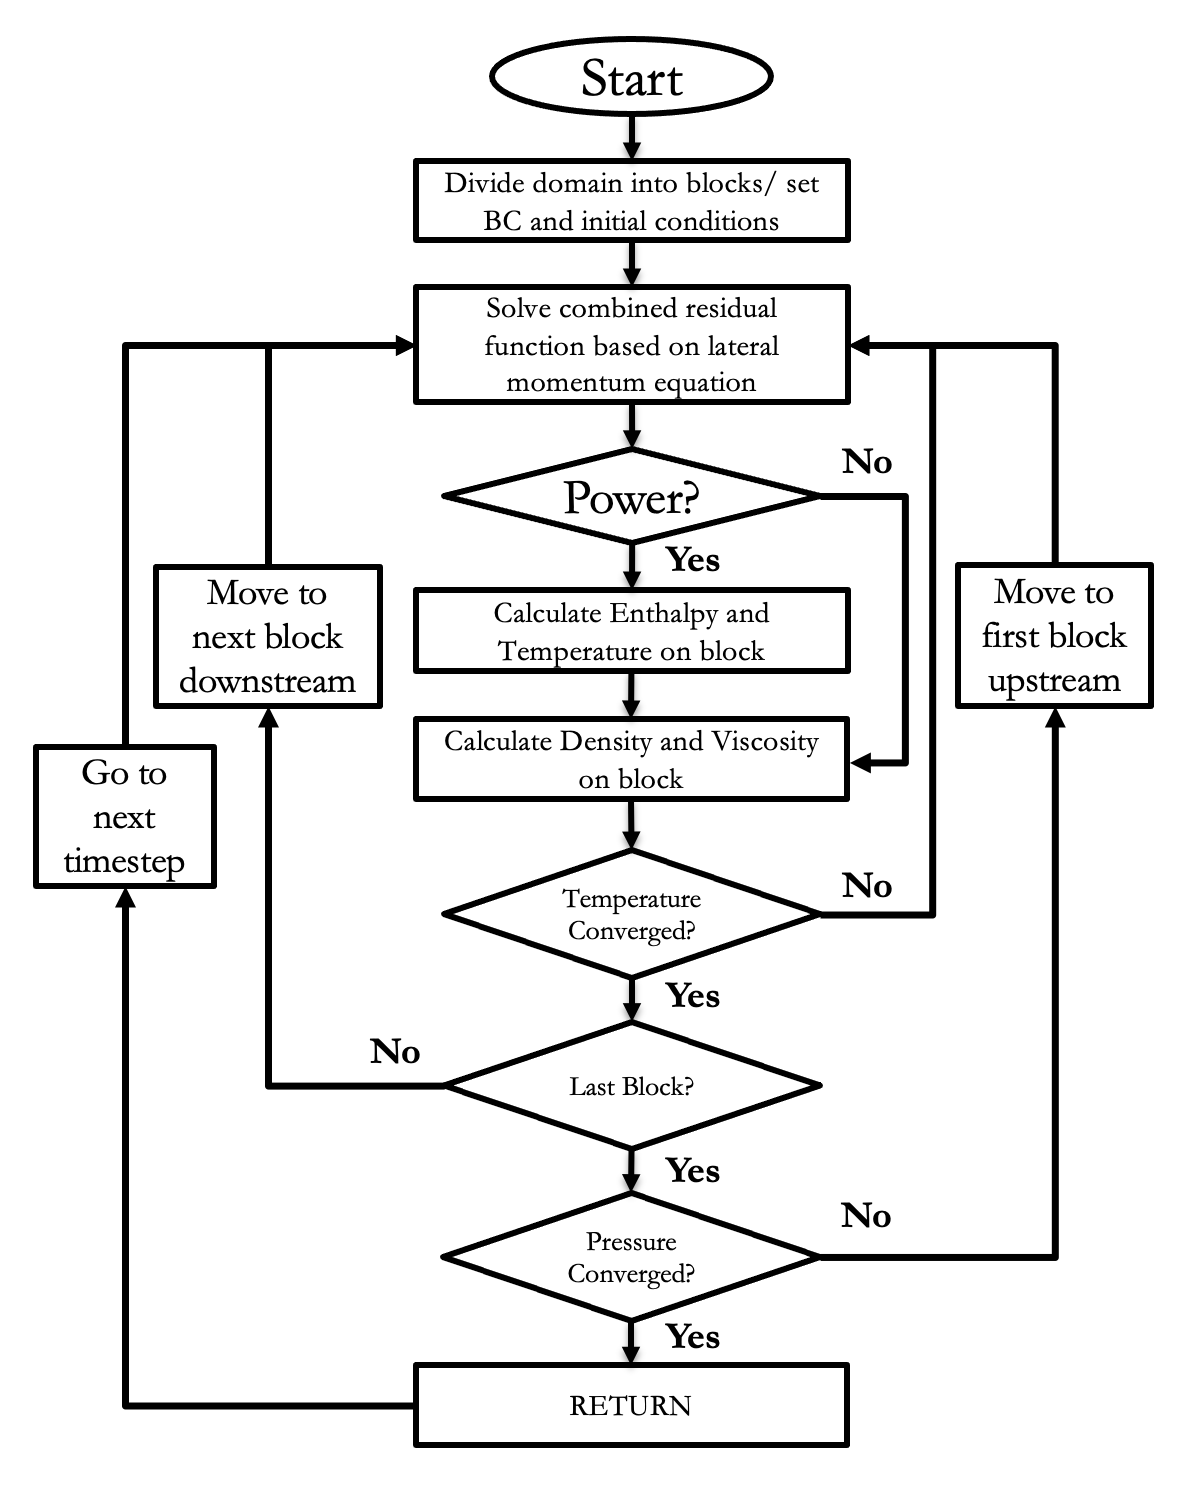 Start
Divide domain into blocks/ set
BC and initial conditions
Solve combined residual
function based on lateral
momentum equation
No
Power?
Yes
Calculate Enthalpy and
Temperature on block
Move to
next block
downstream
Move to
first block
upstream
Calculate Density and Viscosity
on block
Go to
next
timestep
No
Temperature
Converged?
Yes
No
Last Block?
Yes
No
Pressure
Converged?
Yes
RETURN